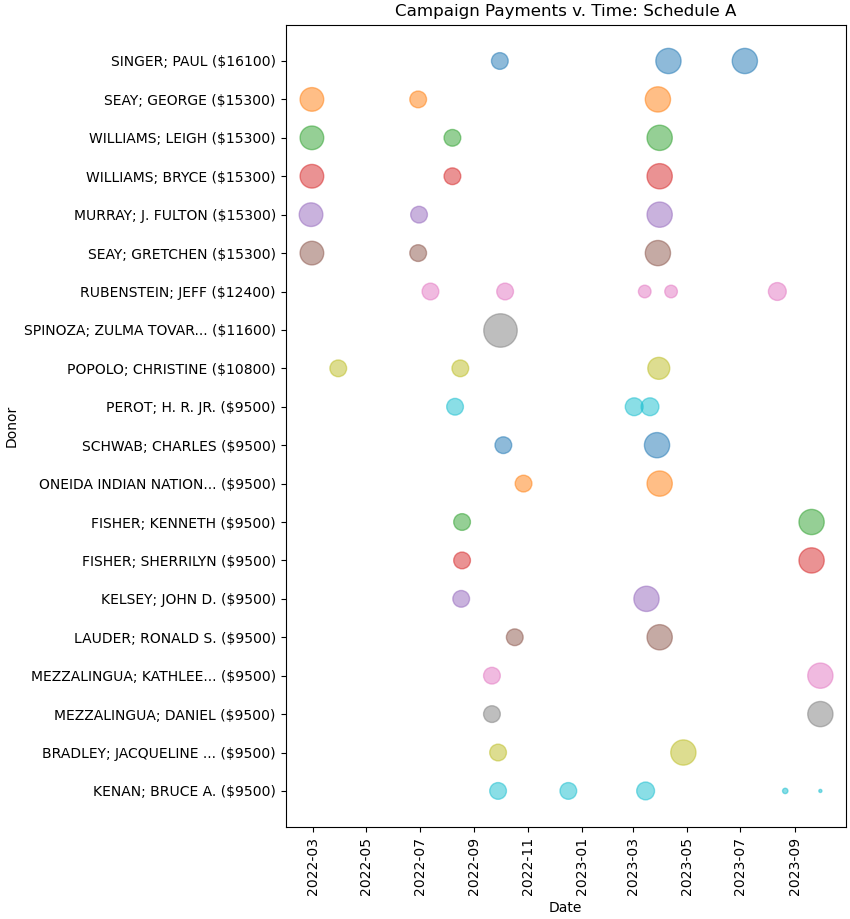 Campaign Payments v. Time: Schedule A
SINGER; PAUL ($16100)
SEAY; GEORGE ($15300)
WILLIAMS; LEIGH ($15300)
WILLIAMS; BRYCE ($15300)
MURRAY; J. FULTON ($15300)
SEAY; GRETCHEN ($15300)
RUBENSTEIN; JEFF ($12400)
SPINOZA; ZULMA TOVAR... ($11600)
POPOLO; CHRISTINE ($10800)
PEROT; H. R. JR. ($9500)
SCHWAB; CHARLES ($9500)
ONEIDA INDIAN NATION... ($9500)
FISHER; KENNETH ($9500)
FISHER; SHERRILYN ($9500)
KELSEY; JOHN D. ($9500)
LAUDER; RONALD S. ($9500)
MEZZALINGUA; KATHLEE... ($9500)
MEZZALINGUA; DANIEL ($9500)
BRADLEY; JACQUELINE ... ($9500)
KENAN; BRUCE A. ($9500)
Donor
2022-03
2022-05
2022-07
2022-09
2022-11
2023-01
2023-03
2023-05
2023-07
2023-09
Date